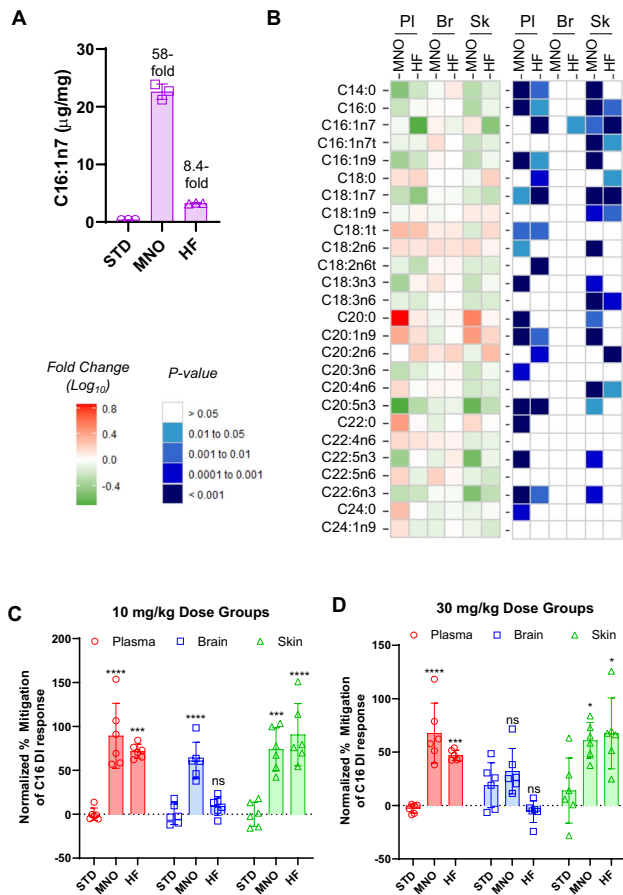 A
C16:1n7 (µg/mg)
30
20
10
0
58-
fold
8.4-
fold
STD
MNO
HF
B
Pl Br Sk Pl Br Sk
MNO HF MNO HF MNO HF MNO HF MNO HF MNO HF
C14:0
C16:0
C16:1n7
C16:1n7t
C16:1n9
C18:0
C18:1n7
C18:1n9
C18:1t
C18:2n6
C18:2n6t
C18:3n3
C18:3n6
C20:0
C20:1n9
C20:2n6
C20:3n6
C20:4n6
C20:5n3
C22:0
C22:4n6
C22:5n3
C22:5n6
C22:6n3
C24:0
C24:1n9
Fold Change
(Log10)
0.8
0.4
0.0
-0.4
P-value
> 0.05
0.01 to 0.05
0.001 to 0.01
0.0001 to 0.001
< 0.001
C
10 mg/kg Dose Groups
Plasma Brain Skin
Normalized % Mitigation
of C16 DI response
200
150
100
50
0
-50
**** *** **** ns *** ****
STD MNO HF STD MNO HF STD MNO HF
D
30 mg/kg Dose Groups
Plasma Brain Skin
Normalized % Mitigation
of C16 DI response
150
100
50
0
-50
**** *** ns ns * *
STD MNO HF STD MNO HF STD MNO HF